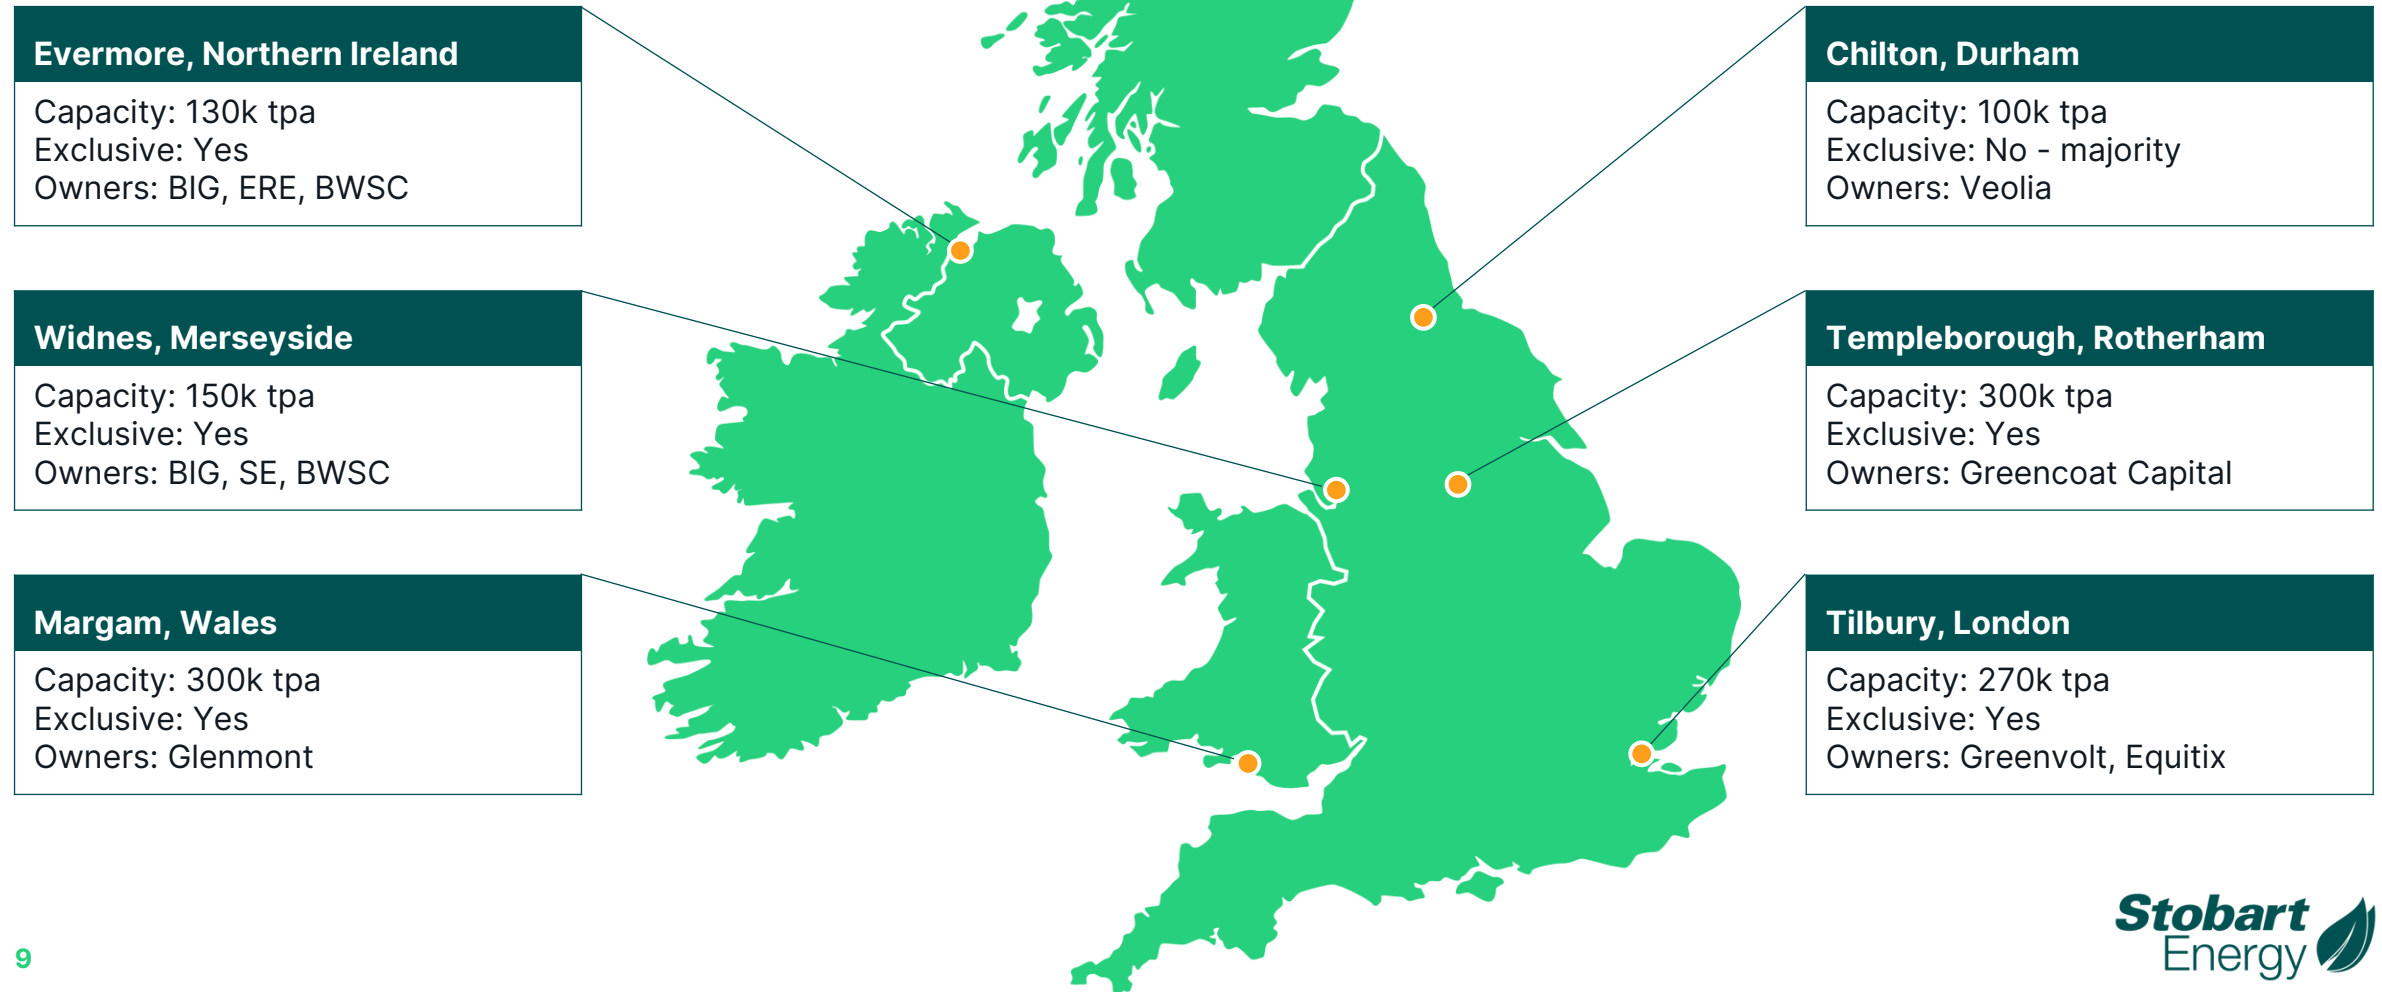 Evermore, Northern Ireland
Capacity: 130k tpa
Exclusive: Yes
Owners: BIG, ERE, BWSC
Widnes, Merseyside
Capacity: 150k tpa
Exclusive: Yes
Owners: BIG, SE, BWSC
Margam, Wales
Capacity: 300k tpa
Exclusive: Yes
Owners: Glenmont
Chilton, Durham
Capacity: 100k tpa
Exclusive: No - majority
Owners: Veolia
Templeborough, Rotherham
Capacity: 300k tpa
Exclusive: Yes
Owners: Greencoat Capital
Tilbury, London
Capacity: 270k tpa
Exclusive: Yes
Owners: Greenvolt, Equitix
9
Stobart
Energy